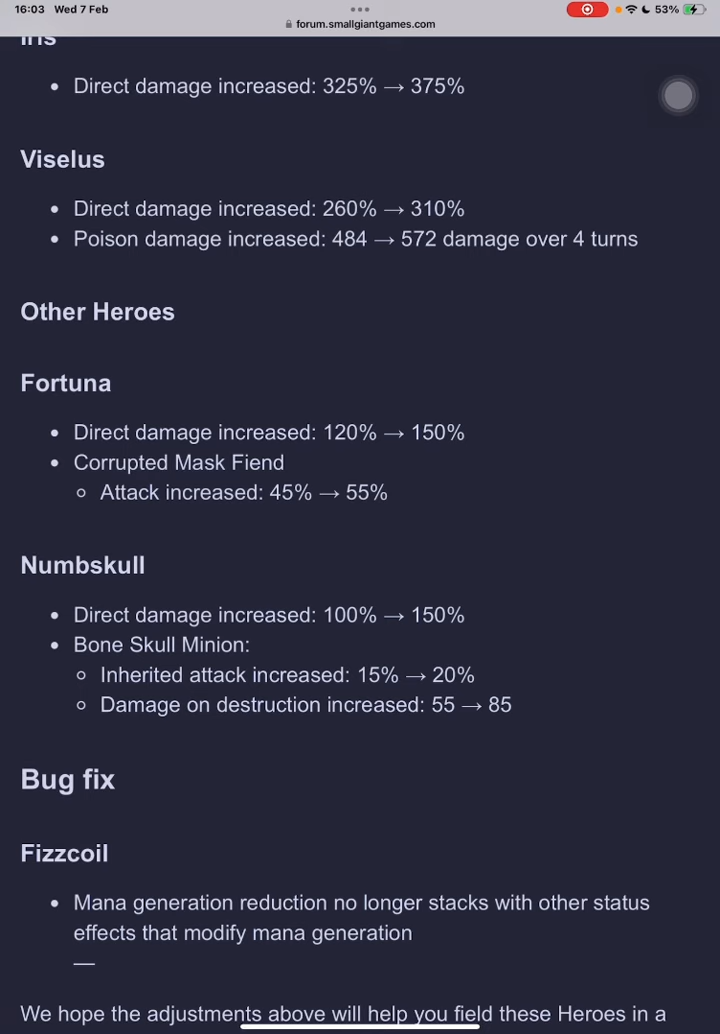 16:03 Wed 7 Feb
53%
forum.smallgiantgames.com
Iris
• Direct damage increased: 325% → 375%
Viselus
• Direct damage increased: 260% → 310%
• Poison damage increased: 484 → 572 damage over 4 turns
Other Heroes
Fortuna
• Direct damage increased: 120% → 150%
• Corrupted Mask Fiend
◦ Attack increased: 45% → 55%
Numbskull
• Direct damage increased: 100% → 150%
• Bone Skull Minion:
◦ Inherited attack increased: 15% → 20%
◦ Damage on destruction increased: 55 → 85
Bug fix
Fizzcoil
• Mana generation reduction no longer stacks with other status
effects that modify mana generation
—
We hope the adjustments above will help you field these Heroes in a